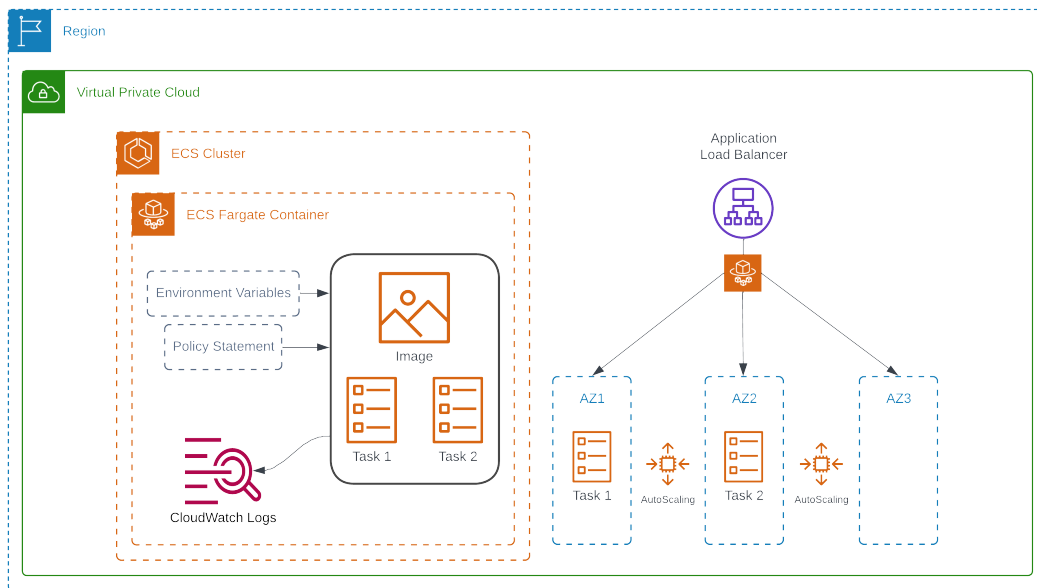 Region
Virtual Private Cloud
ECS Cluster
ECS Fargate Container
Environment Variables
Policy Statement
Image
Task 1
Task 2
CloudWatch Logs
Application
Load Balancer
AZ1
AZ2
AZ3
Task 1
AutoScaling
Task 2
AutoScaling